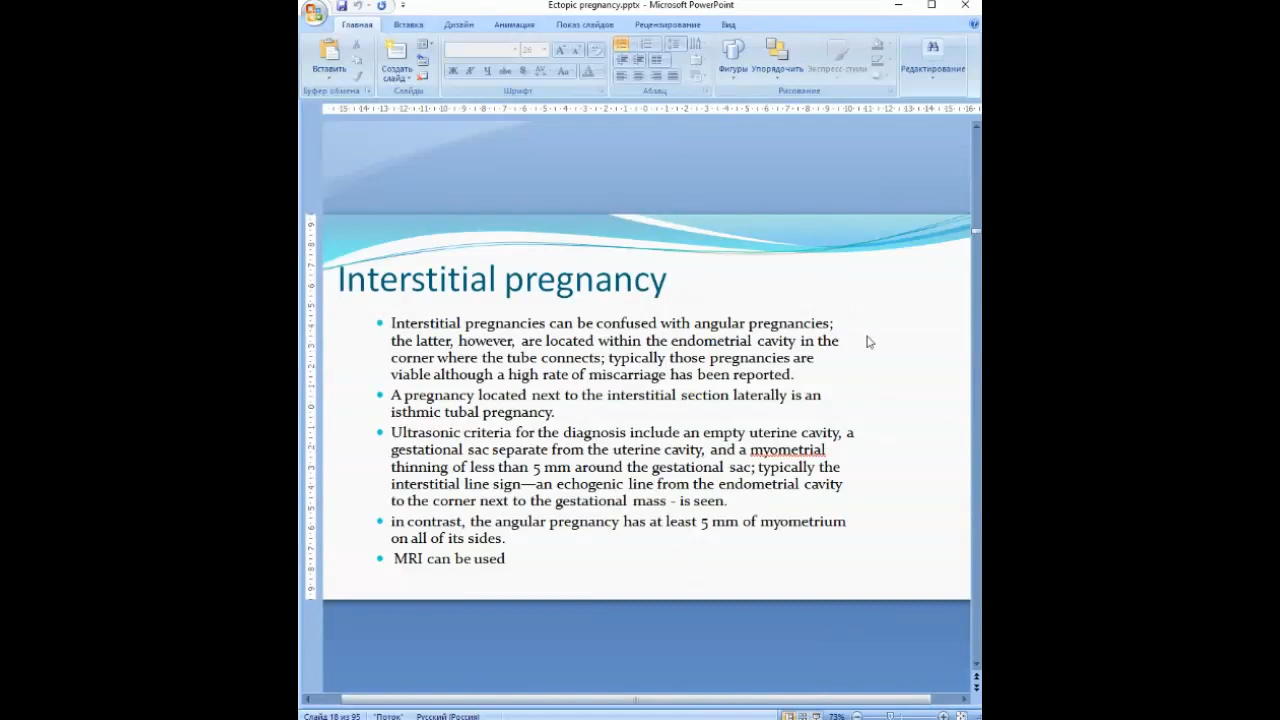 Ectopic pregnancy.pptx - Microsoft PowerPoint
Главная Вставка Дизайн Анимация Показ слайдов Рецензирование Вид
Вставить
Создать слайд
Фигуры Упорядочить Экспресс-стили
Редактирование
Буфер обмена Слайды Шрифт Абзац Рисование
Interstitial pregnancy
Interstitial pregnancies can be confused with angular pregnancies;
the latter, however, are located within the endometrial cavity in the
corner where the tube connects; typically those pregnancies are
viable although a high rate of miscarriage has been reported.
A pregnancy located next to the interstitial section laterally is an
isthmic tubal pregnancy.
Ultrasonic criteria for the diagnosis include an empty uterine cavity, a
gestational sac separate from the uterine cavity, and a myometrial
thinning of less than 5 mm around the gestational sac; typically the
interstitial line sign—an echogenic line from the endometrial cavity
to the corner next to the gestational mass - is seen.
in contrast, the angular pregnancy has at least 5 mm of myometrium
on all of its sides.
MRI can be used
Слайд 18 из 95 "Поток" Русский (Россия) 73%